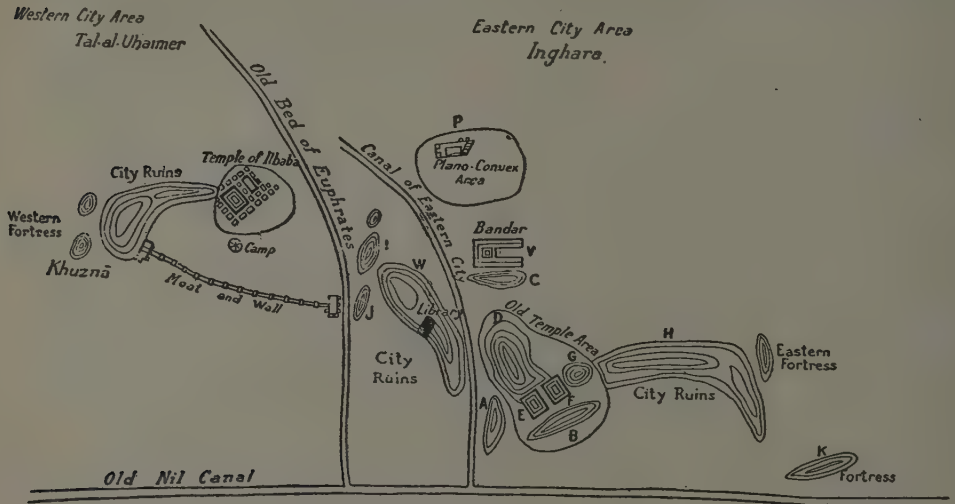 Western City Area
Tal-al-Uhaimer
Eastern City Area
Inghara.
Old Bed of Euphrates
Canal of Eastern City
P
Plano-Convex
Area
City Ruins
Temple of Ilbaba
Western
Fortress
Khuznā
Camp
Moat and Wall
I
J
W
Library
City
Ruins
Bandar
V
C
Old Temple Area
D
G
F
E
B
A
H
City Ruins
Eastern
Fortress
K
Fortress
Old Nil Canal